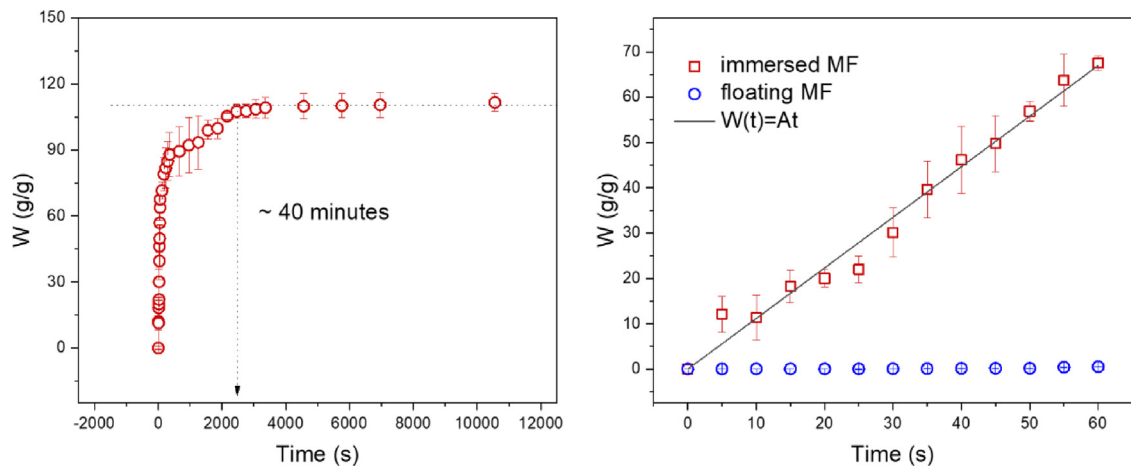 150
120
90
60
30
0
W (g/g)
~ 40 minutes
-2000 0 2000 4000 6000 8000 10000 12000
Time (s)
70
60
50
40
30
20
10
0
W (g/g)
immersed MF
floating MF
W(t)=At
0 10 20 30 40 50 60
Time (s)